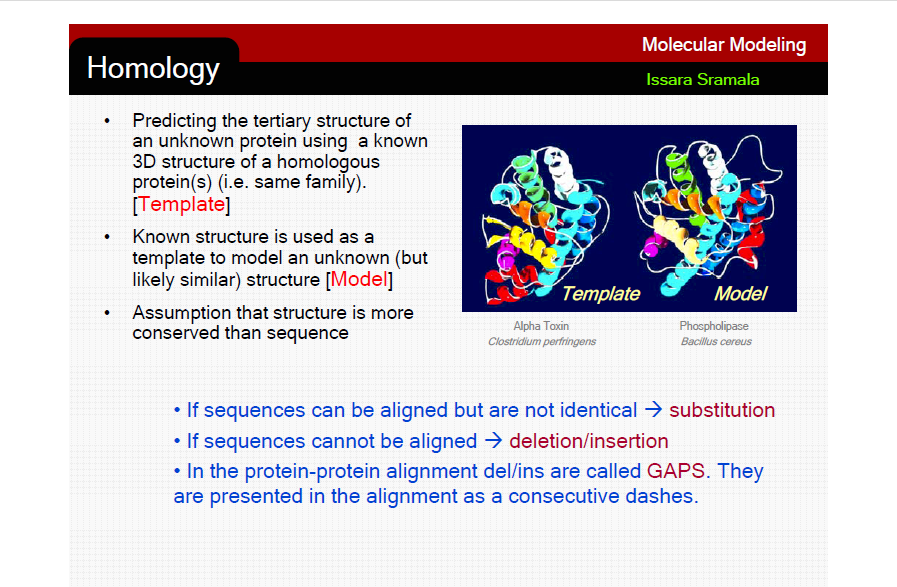 Molecular Modeling
Homology
Issara Sramala
• Predicting the tertiary structure of
an unknown protein using a known
3D structure of a homologous
protein(s) (i.e. same family).
[Template]
• Known structure is used as a
template to model an unknown (but
likely similar) structure [Model]
• Assumption that structure is more
conserved than sequence
Template
Model
Alpha Toxin
Clostridium perfringens
Phospholipase
Bacillus cereus
• If sequences can be aligned but are not identical → substitution
• If sequences cannot be aligned → deletion/insertion
• In the protein-protein alignment del/ins are called GAPS. They
are presented in the alignment as a consecutive dashes.